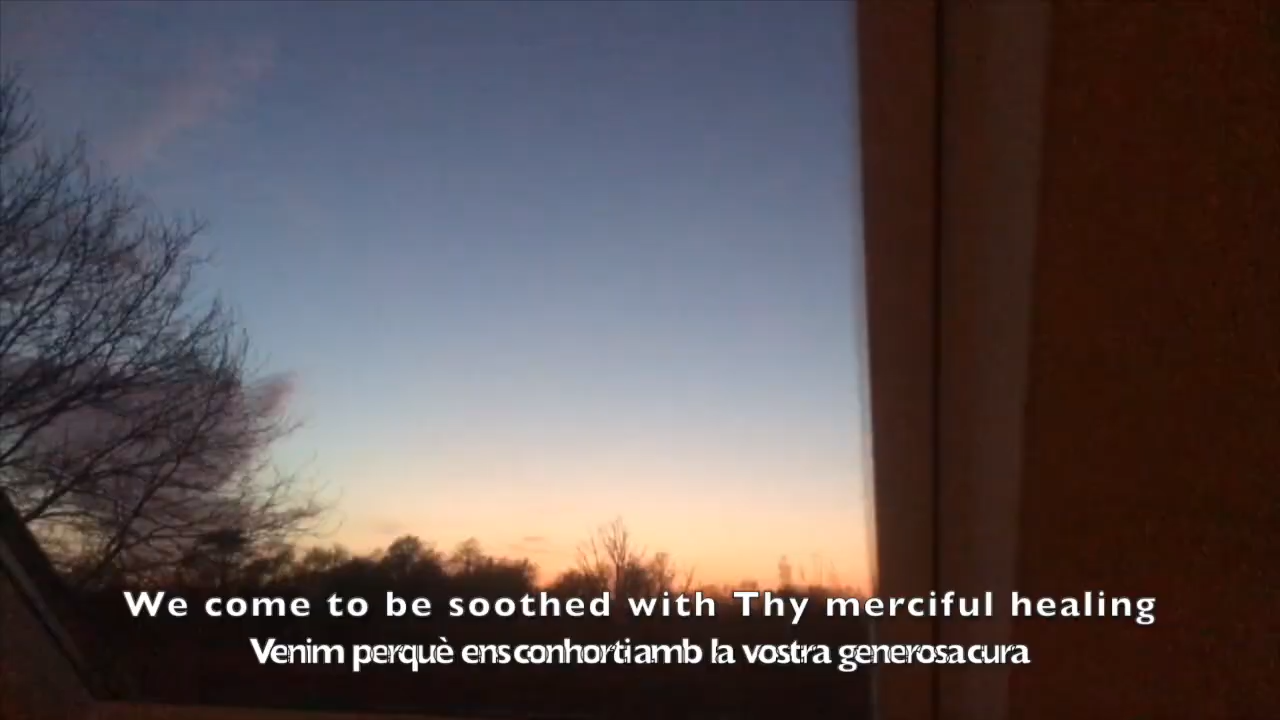 We come to be soothed with Thy merciful healing
Venim perquè ens conhorti amb la vostra generosa cura